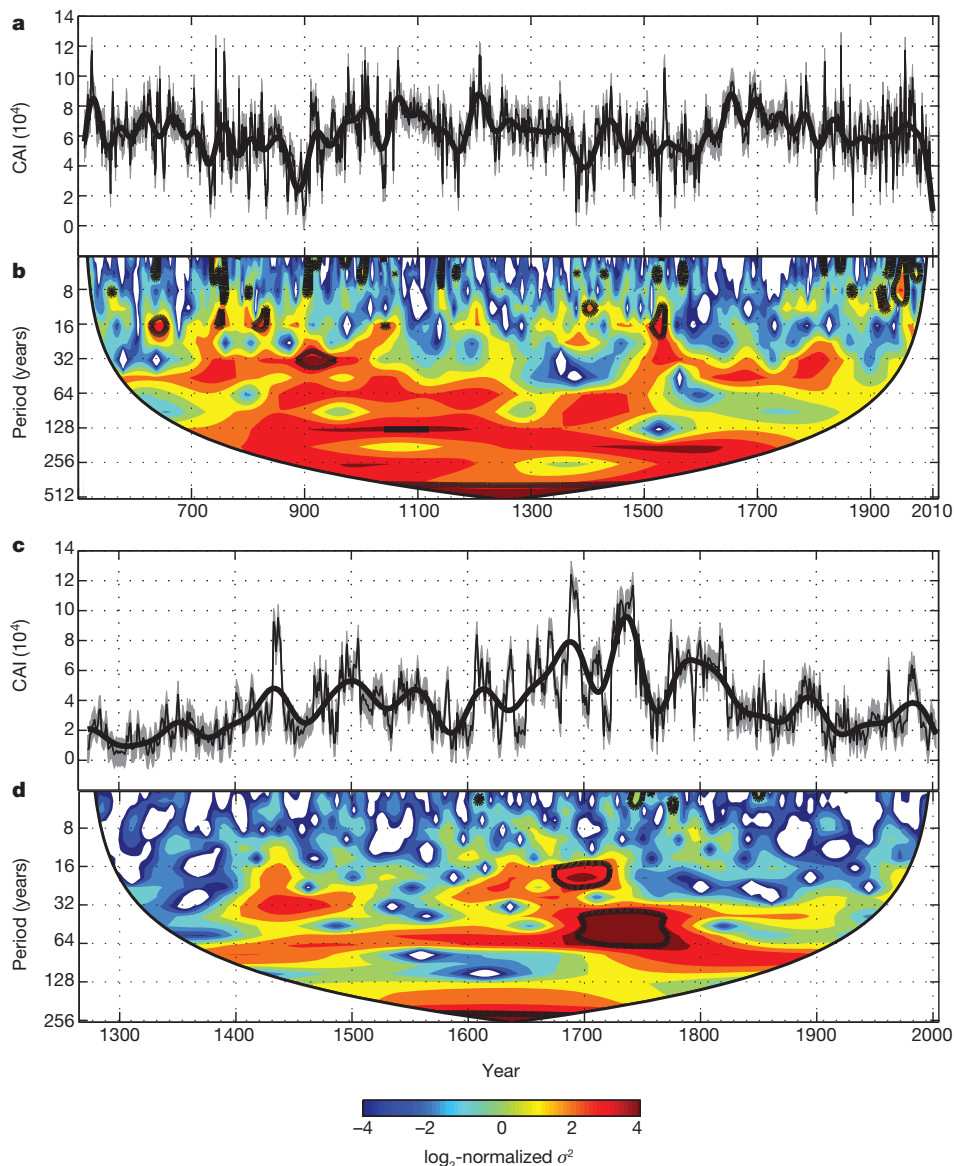 a
14
12
10
8
6
4
2
0
CAI (10⁴)
b
8
16
32
64
128
256
512
Period (years)
700 900 1100 1300 1500 1700 1900 2010
c
14
12
10
8
6
4
2
0
CAI (10⁴)
d
8
16
32
64
128
256
Period (years)
1300 1400 1500 1600 1700 1800 1900 2000
Year
−4 −2 0 2 4
log₂-normalized σ²